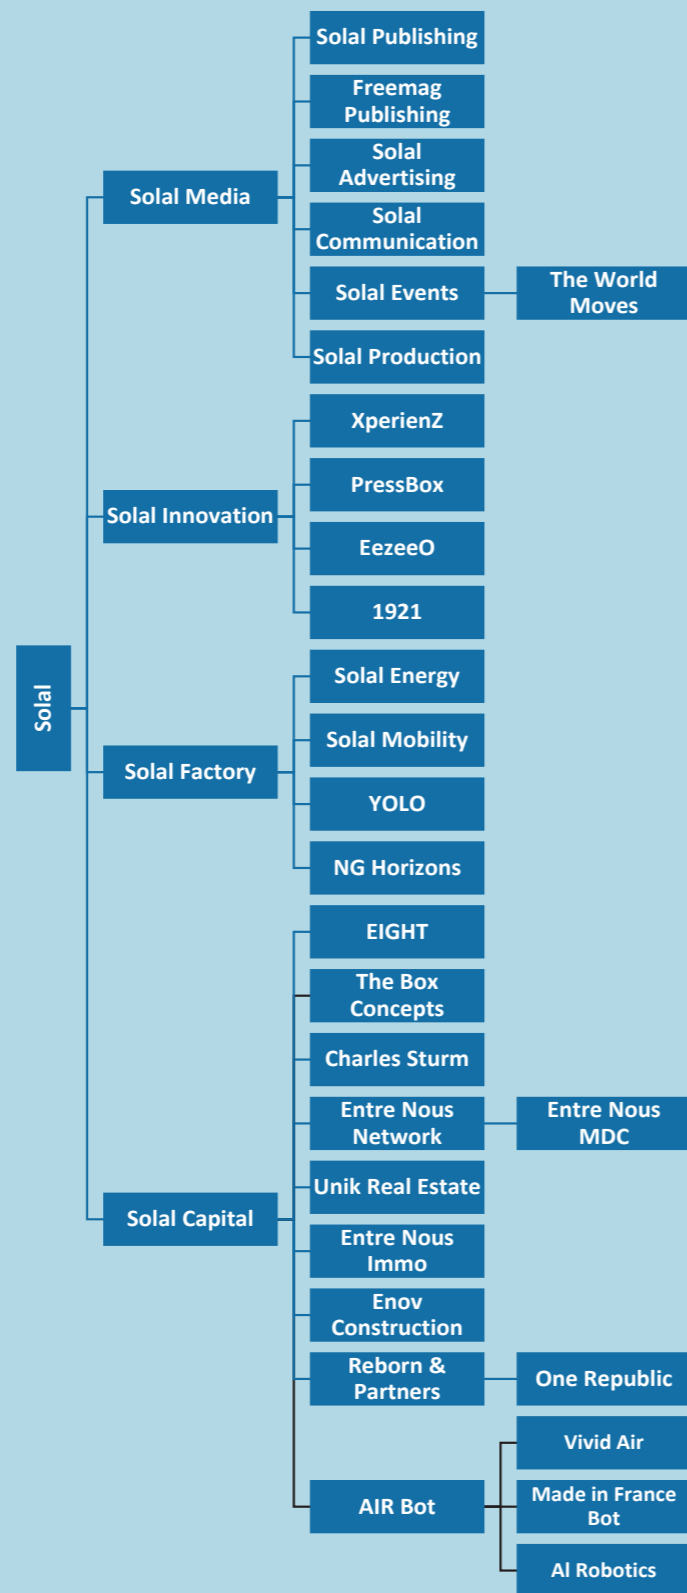 Solal
Solal Media
Solal Publishing
Freemag
Publishing
Solal
Advertising
Solal
Communication
Solal Events
The World
Moves
Solal Production
Solal Innovation
XperienZ
PressBox
EezeeO
1921
Solal Factory
Solal Energy
Solal Mobility
YOLO
NG Horizons
Solal Capital
EIGHT
The Box
Concepts
Charles Sturm
Entre Nous
Network
Entre Nous
MDC
Unik Real Estate
Entre Nous
Immo
Enov
Construction
Reborn &
Partners
One Republic
AIR Bot
Vivid Air
Made in France
Bot
Al Robotics